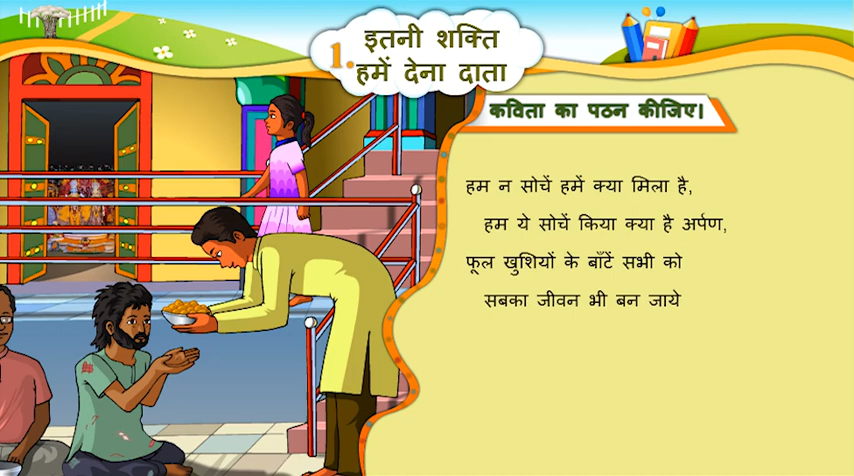 1. इतनी शक्ति
हमें देना दाता
कविता का पठन कीजिए।
हम न सोचें हमें क्या मिला है,
हम ये सोचें किया क्या है अर्पण,
फूल खुशियों के बाँटें सभी को
सबका जीवन भी बन जाये